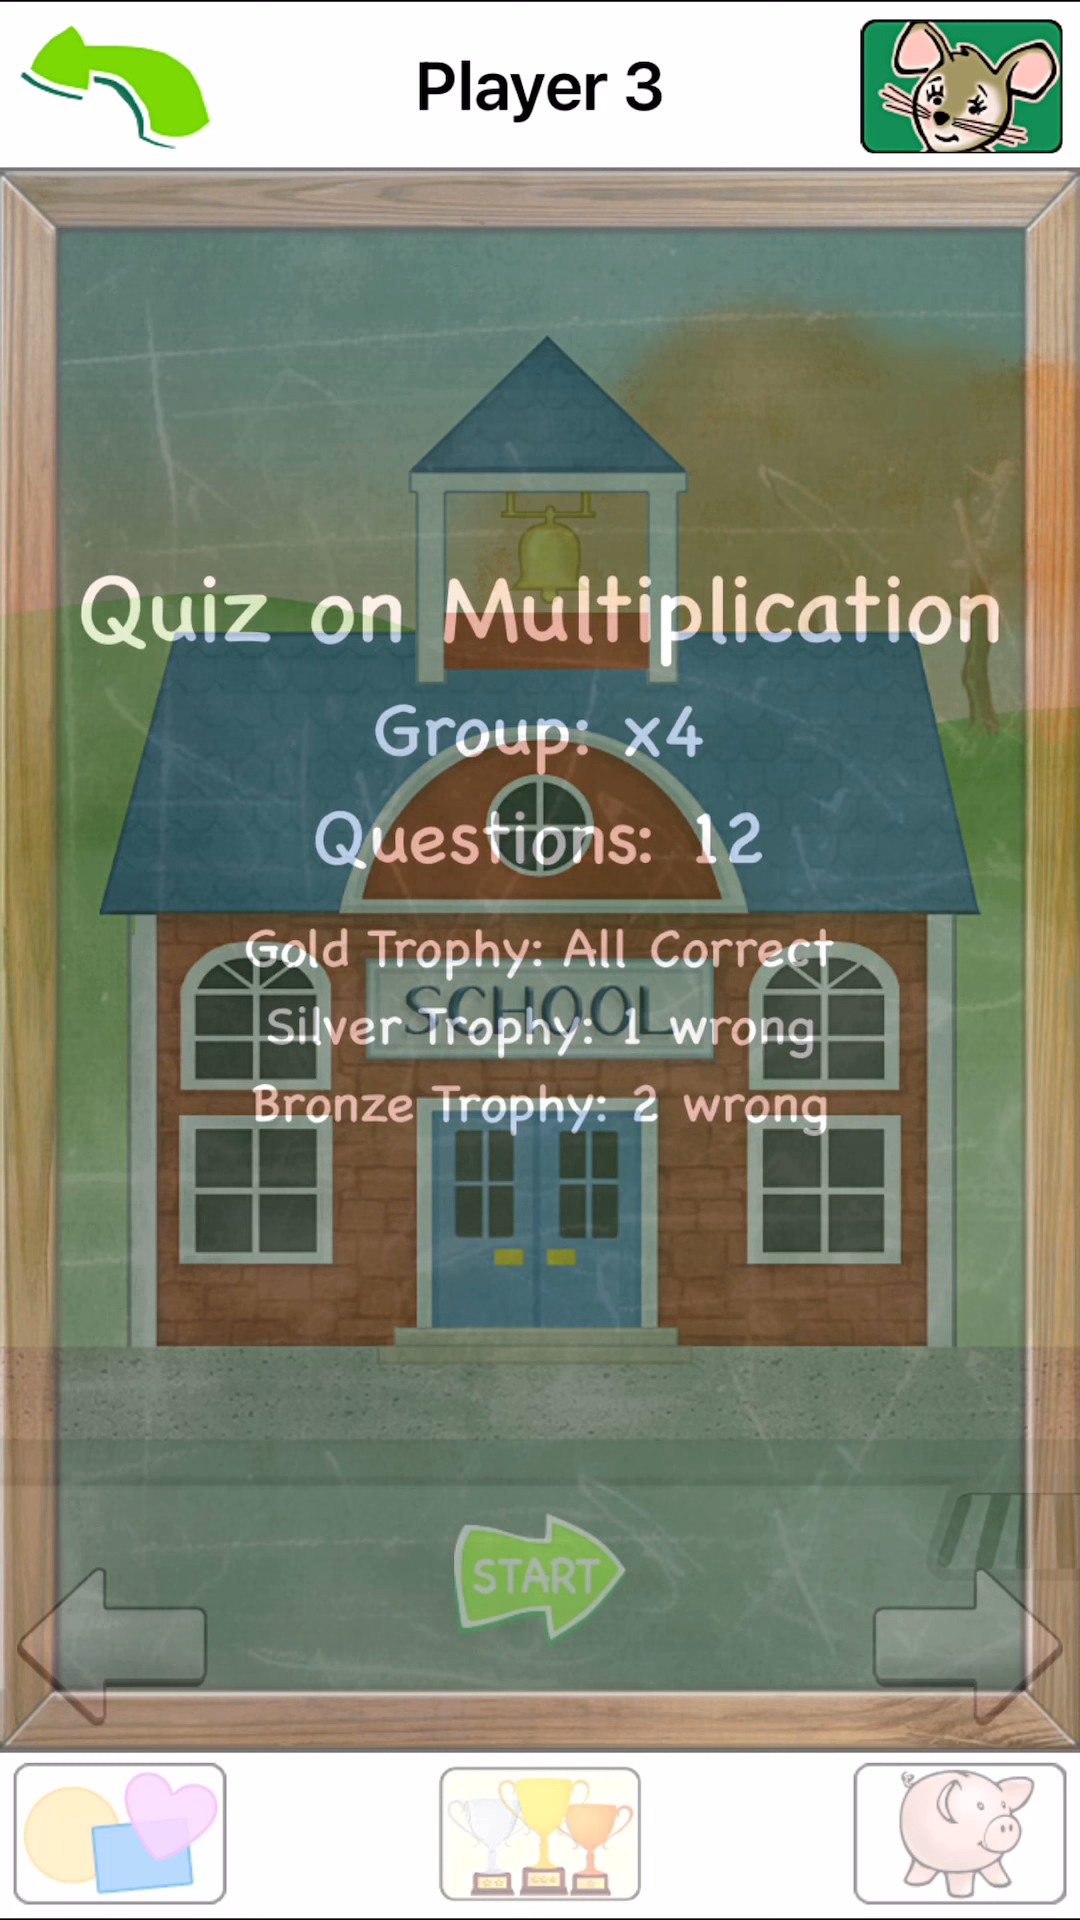 Player 3
Quiz on Multiplication
Group: x4
Questions: 12
Gold Trophy: All Correct
SCHOOL
Silver Trophy: 1 wrong
Bronze Trophy: 2 wrong
START